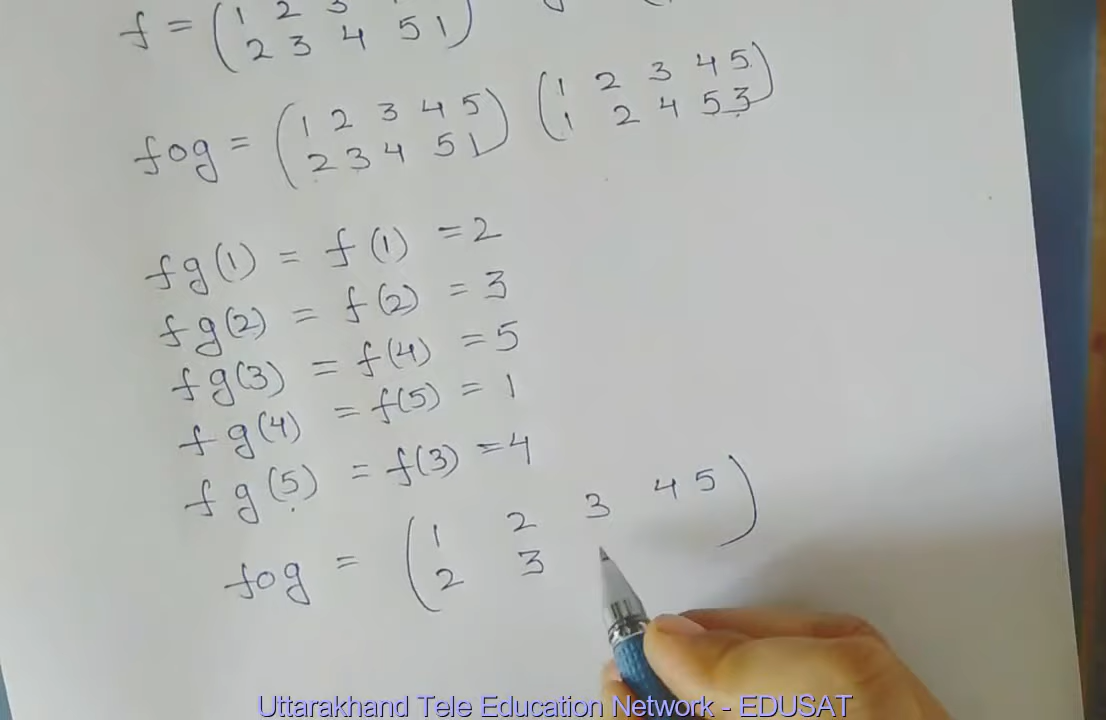 f = ( 1 2 3
2 3 4 5 1 )
fog = ( 1 2 3 4 5 ) ( 1 2 3 4 5 )
2 3 4 5 1 1 2 4 5 3
fg(1) = f(1) = 2
fg(2) = f(2) = 3
fg(3) = f(4) = 5
fg(4) = f(5) = 1
fg(5) = f(3) = 4
fog = ( 1 2 3 4 5 )
2 3
Uttarakhand Tele Education Network - EDUSAT